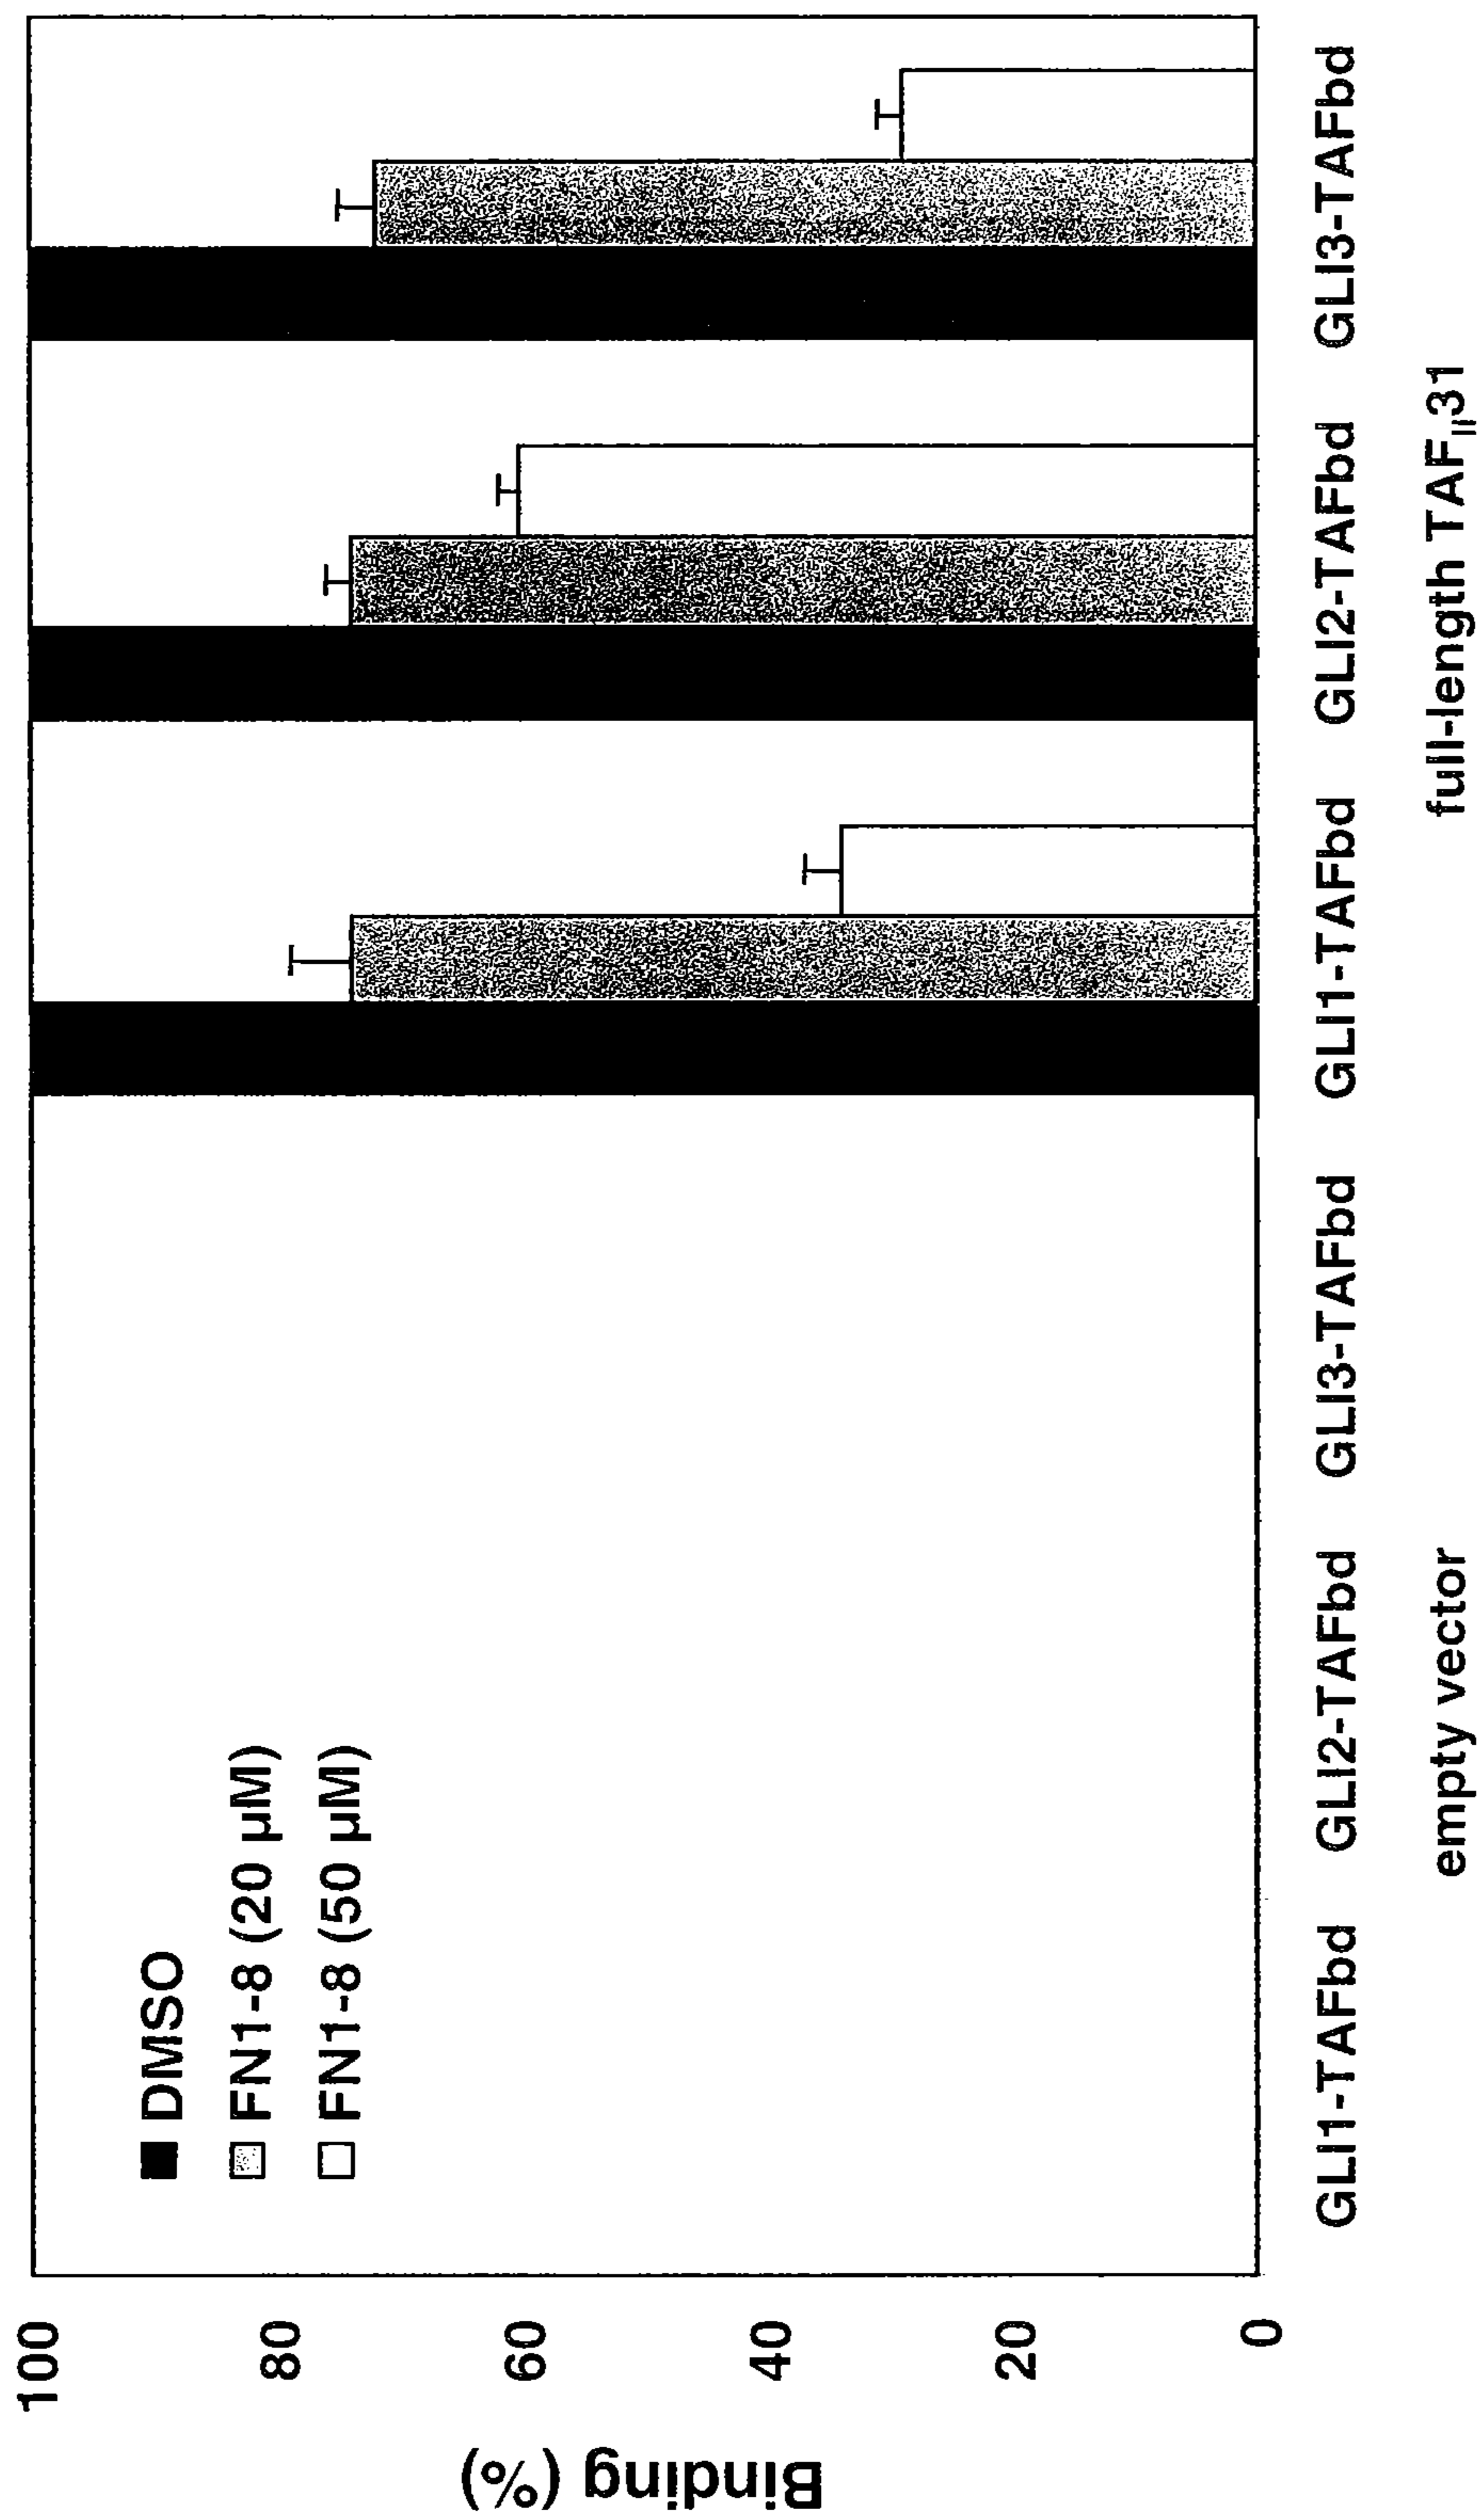 Binding (%)
100
80
60
40
20
0
■ DMSO
FN1-8 (20 µM)
FN1-8 (50 µM)
GLI1-TAFbd GLI2-TAFbd GLI3-TAFbd GLI1-TAFbd GLI2-TAFbd GLI3-TAFbd
empty vector full-length TAFII31